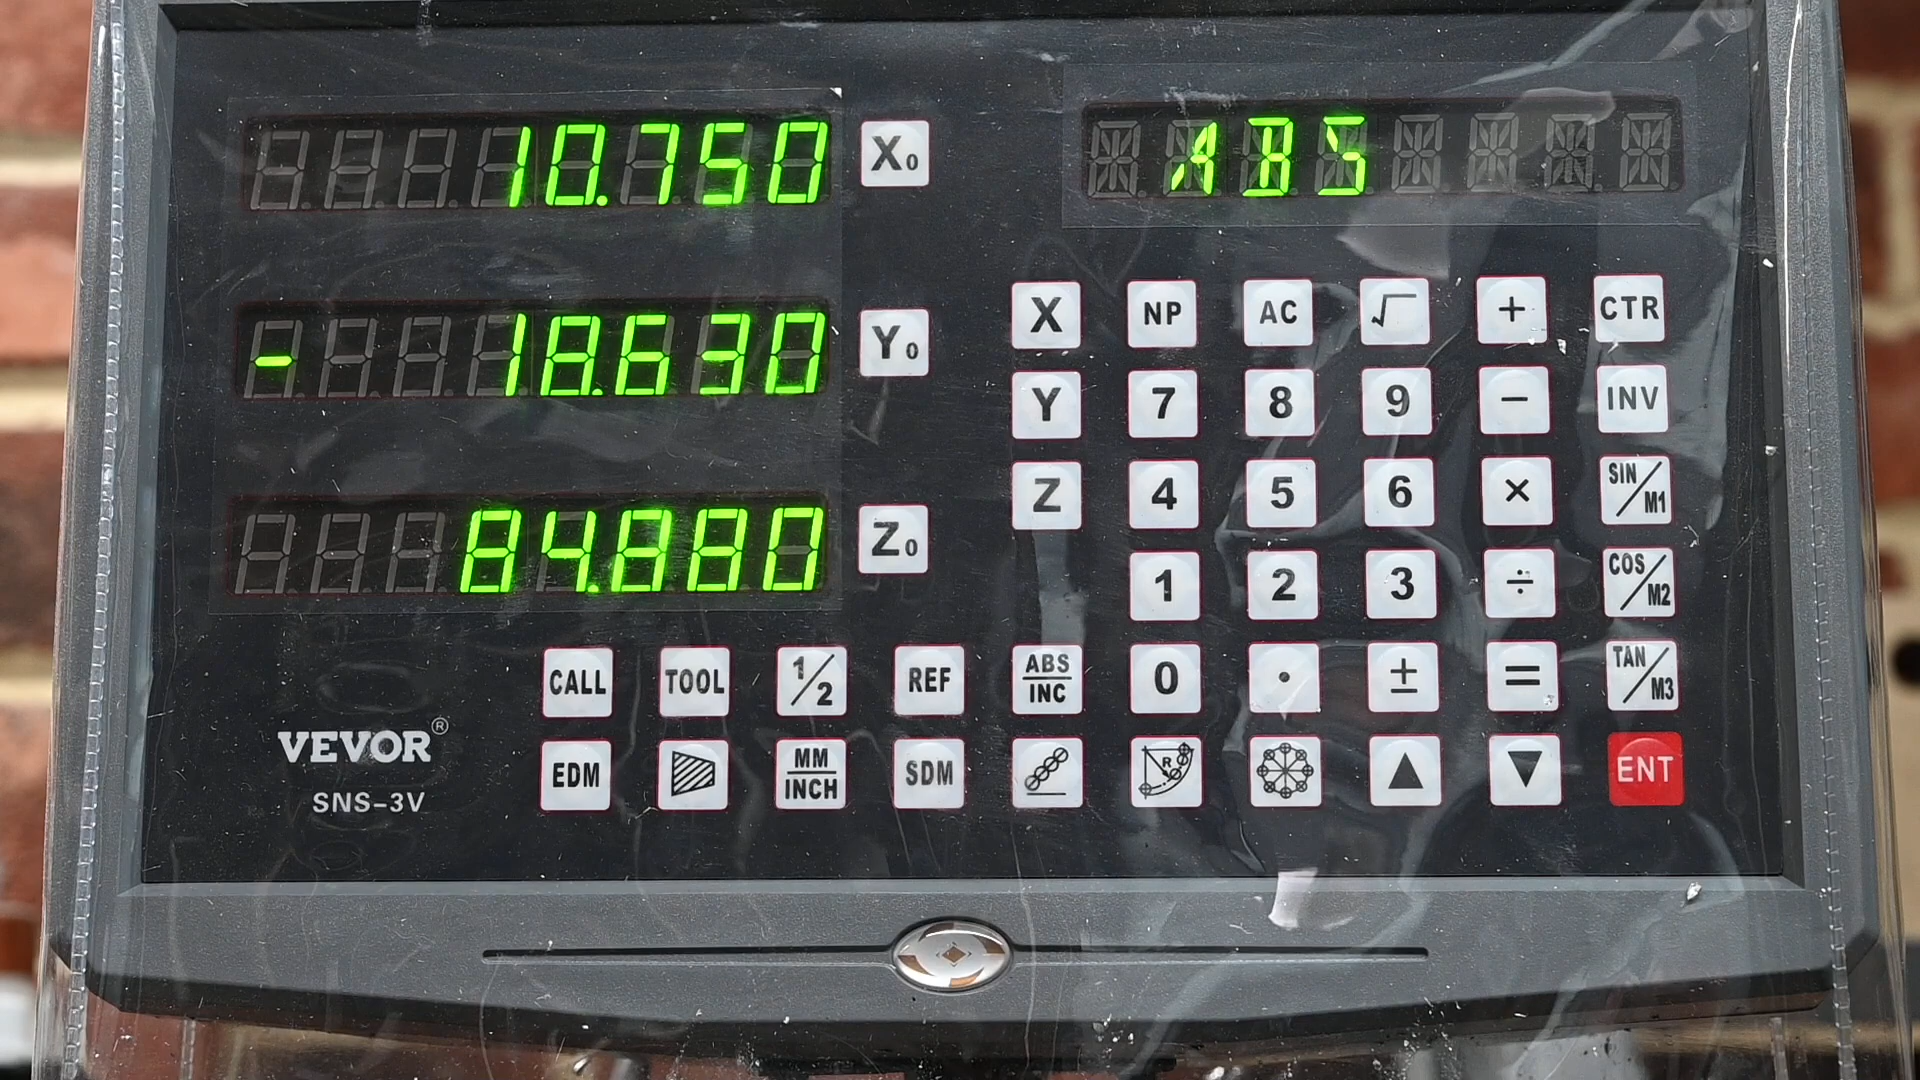 10.750 X₀ ABS
- 18.630 Y₀
84.880 Z₀
X NP AC √ + CTR
Y 7 8 9 − INV
Z 4 5 6 × SIN/M1
1 2 3 ÷ COS/M2
CALL TOOL 1/2 REF ABS/INC 0 . ± = TAN/M3
EDM MM/INCH SDM R ▲ ▼ ENT
VEVOR®
SNS-3V